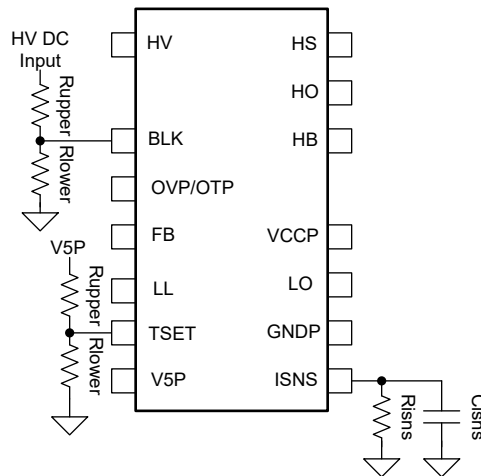 HV DC
Input
Rupper
Rlower
V5P
Rupper
Rlower
HV
BLK
OVP/OTP
FB
LL
TSET
V5P
HS
HO
HB
VCCP
LO
GNDP
ISNS
Risns
Cisns